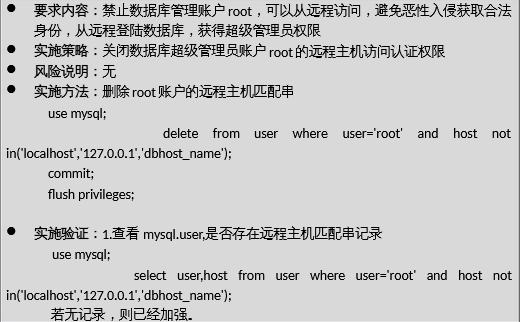 ● 要求内容：禁止数据库管理账户 root，可以从远程访问，避免恶性入侵获取合法
身份，从远程登陆数据库，获得超级管理员权限
● 实施策略：关闭数据库超级管理员账户 root 的远程主机访问认证权限
● 风险说明：无
● 实施方法：删除 root 账户的远程主机匹配串
use mysql;
delete from user where user='root' and host not
in('localhost','127.0.0.1','dbhost_name');
commit;
flush privileges;
● 实施验证：1.查看 mysql.user,是否存在远程主机匹配串记录
use mysql;
select user,host from user where user='root' and host not
in('localhost','127.0.0.1','dbhost_name');
若无记录，则已经加强。